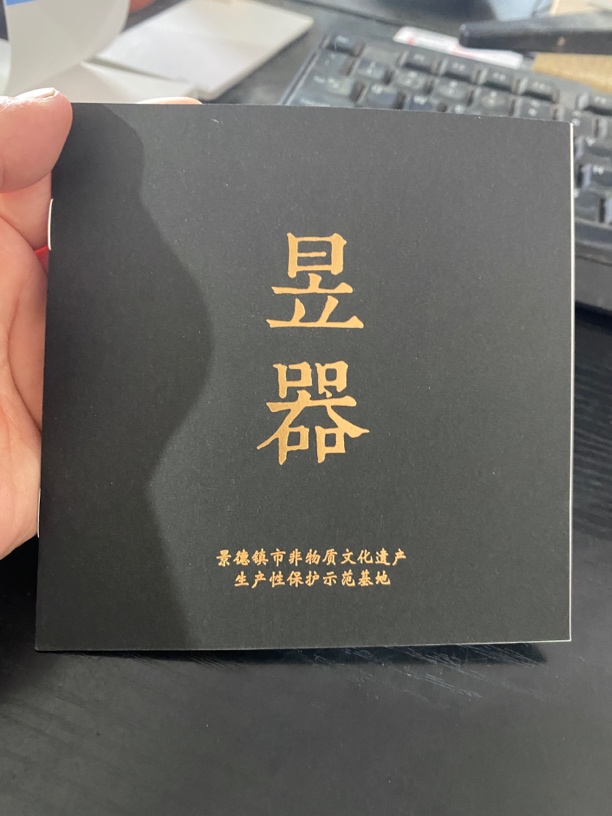 昱
器
景德镇市非物质文化遗产
生产性保护示范基地